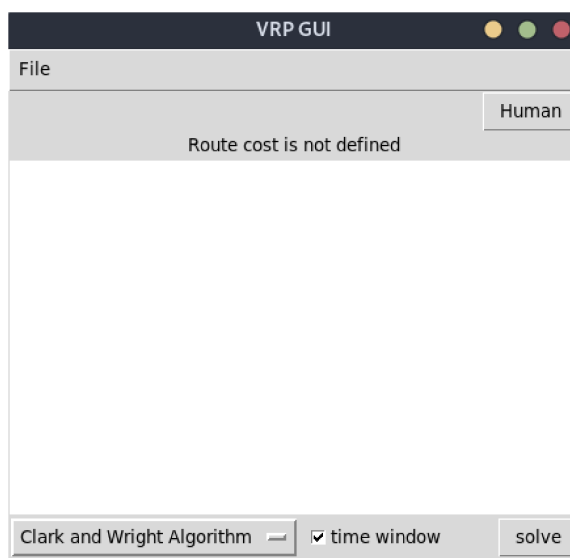 VRP GUI
File
Human
Route cost is not defined
Clark and Wright Algorithm time window solve